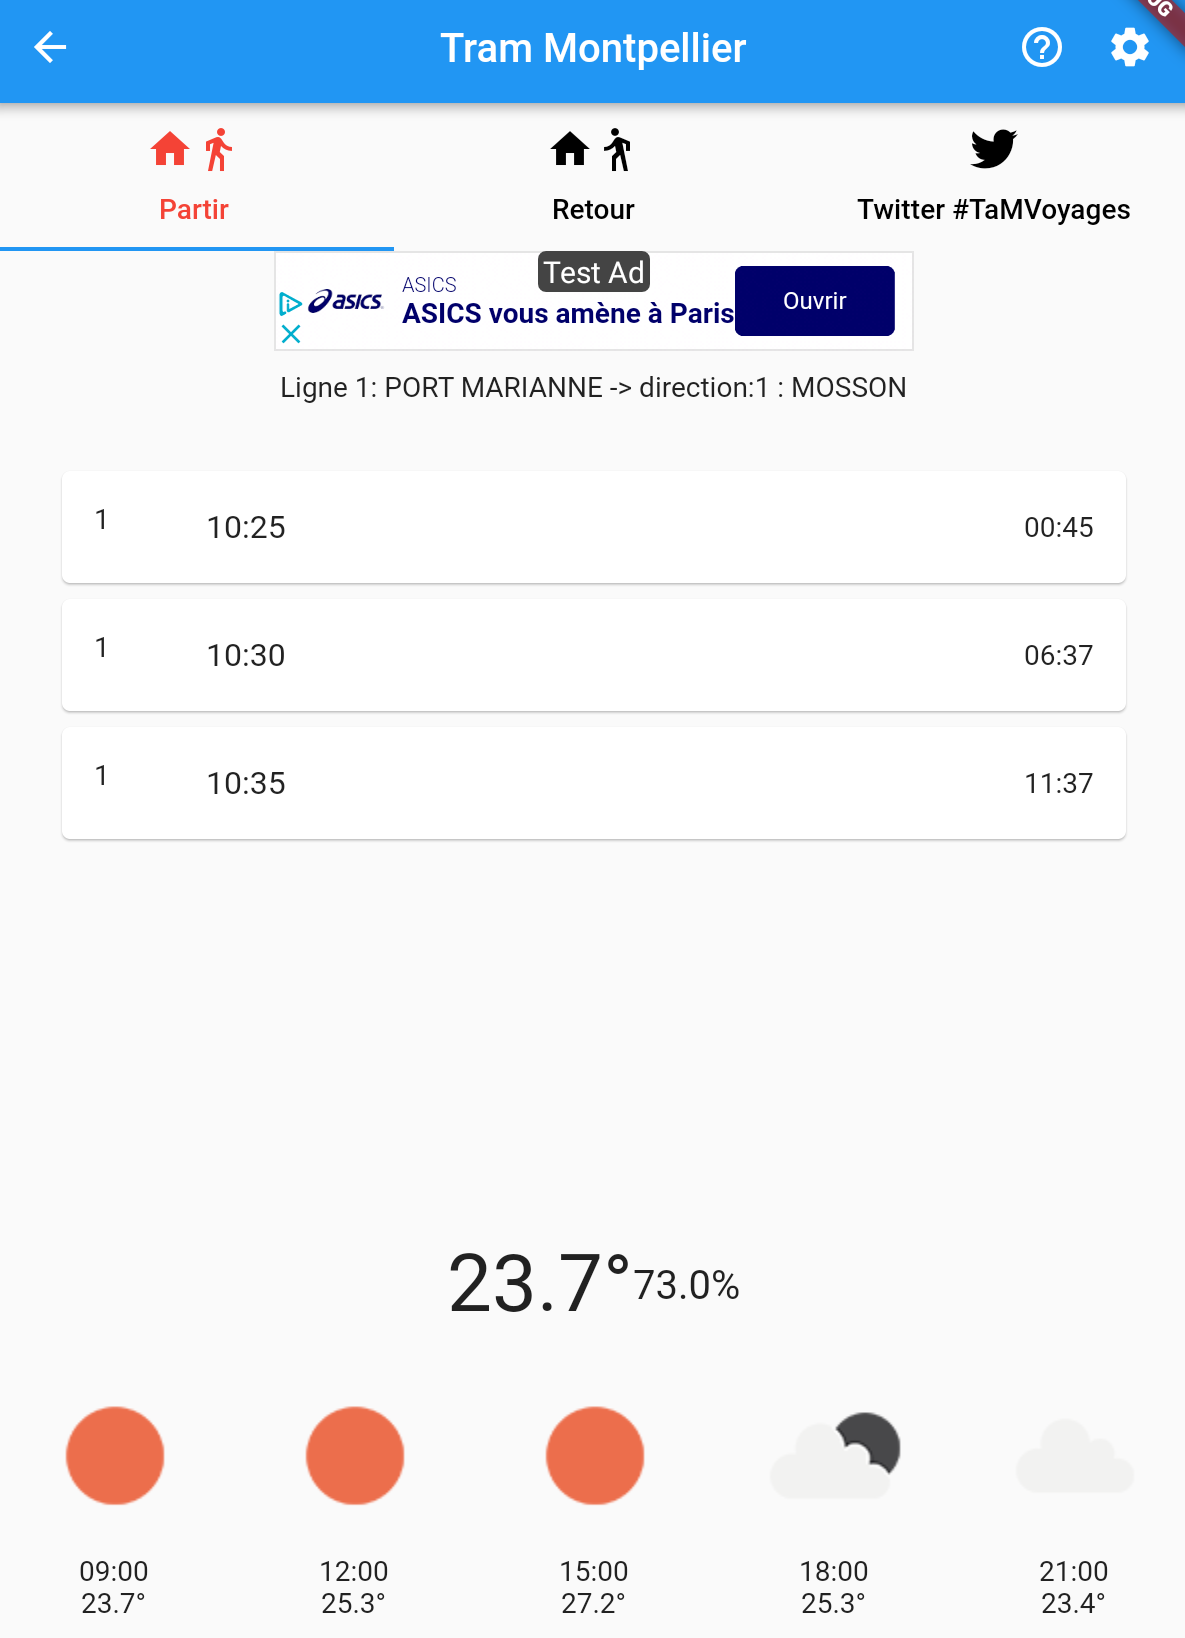 Tram Montpellier
Partir
Retour
Twitter #TaMVoyages
Test Ad
asics
ASICS
ASICS vous amène à Paris
Ouvrir
Ligne 1: PORT MARIANNE -> direction:1 : MOSSON
1 10:25 00:45
1 10:30 06:37
1 10:35 11:37
23.7° 73.0%
09:00 12:00 15:00 18:00 21:00
23.7° 25.3° 27.2° 25.3° 23.4°